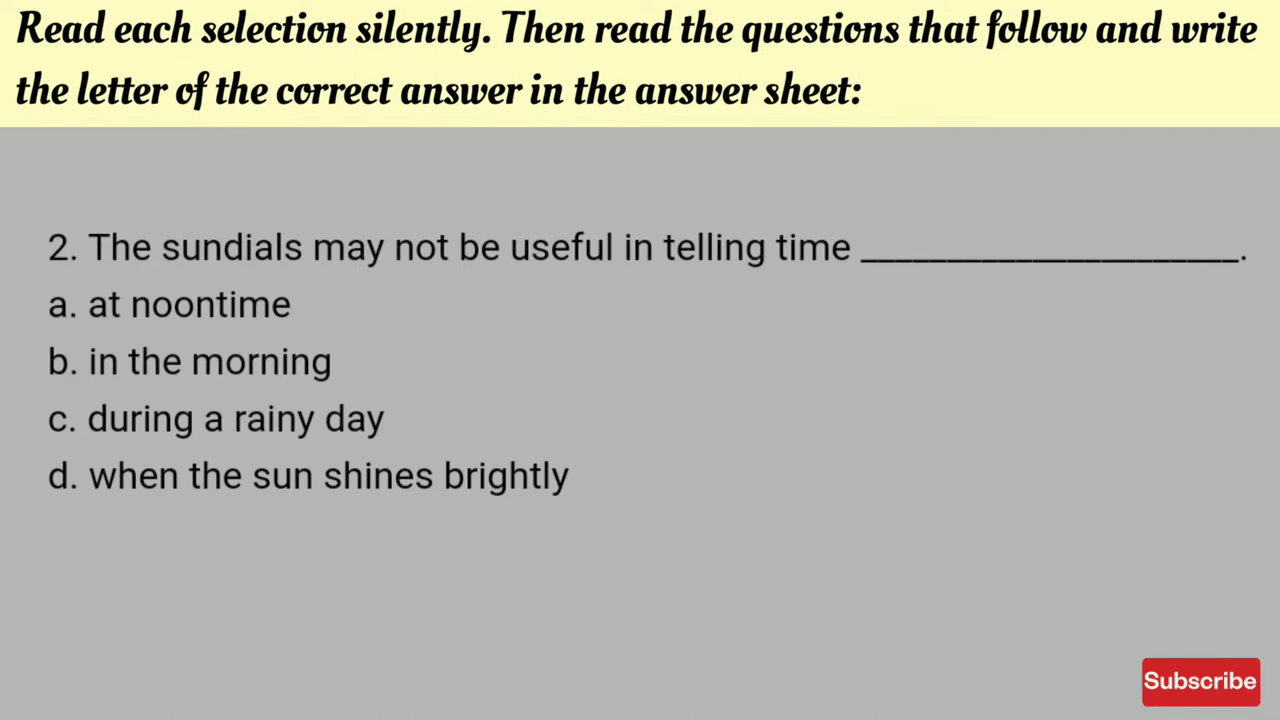 Read each selection silently. Then read the questions that follow and write
the letter of the correct answer in the answer sheet:
2. The sundials may not be useful in telling time ____________________.
a. at noontime
b. in the morning
c. during a rainy day
d. when the sun shines brightly
Subscribe